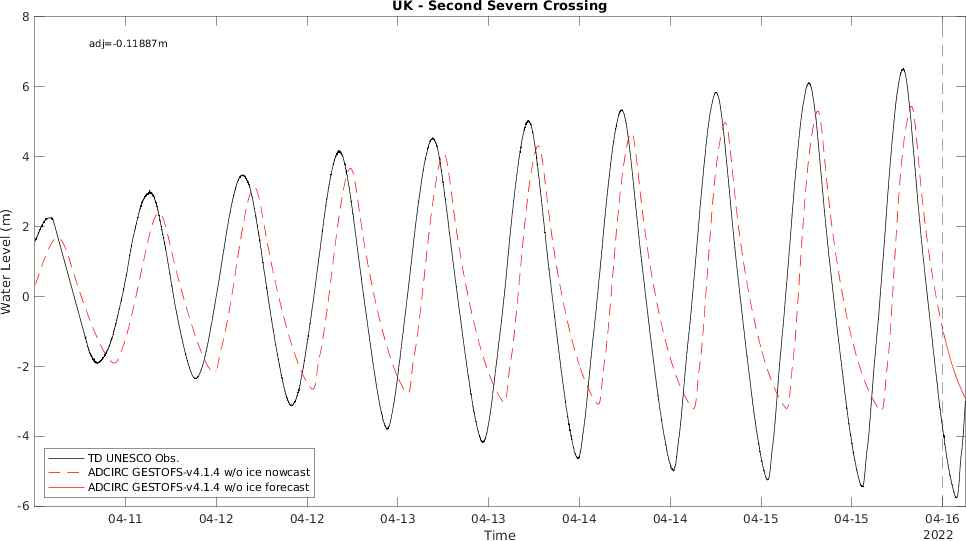 UK - Second Severn Crossing
adj=-0.11887m
Water Level (m)
8
6
4
2
0
-2
-4
-6
TD UNESCO Obs.
ADCIRC GESTOFS-v4.1.4 w/o ice nowcast
ADCIRC GESTOFS-v4.1.4 w/o ice forecast
04-11 04-12 04-12 04-13 04-13 04-14 04-14 04-15 04-15 04-16
2022
Time